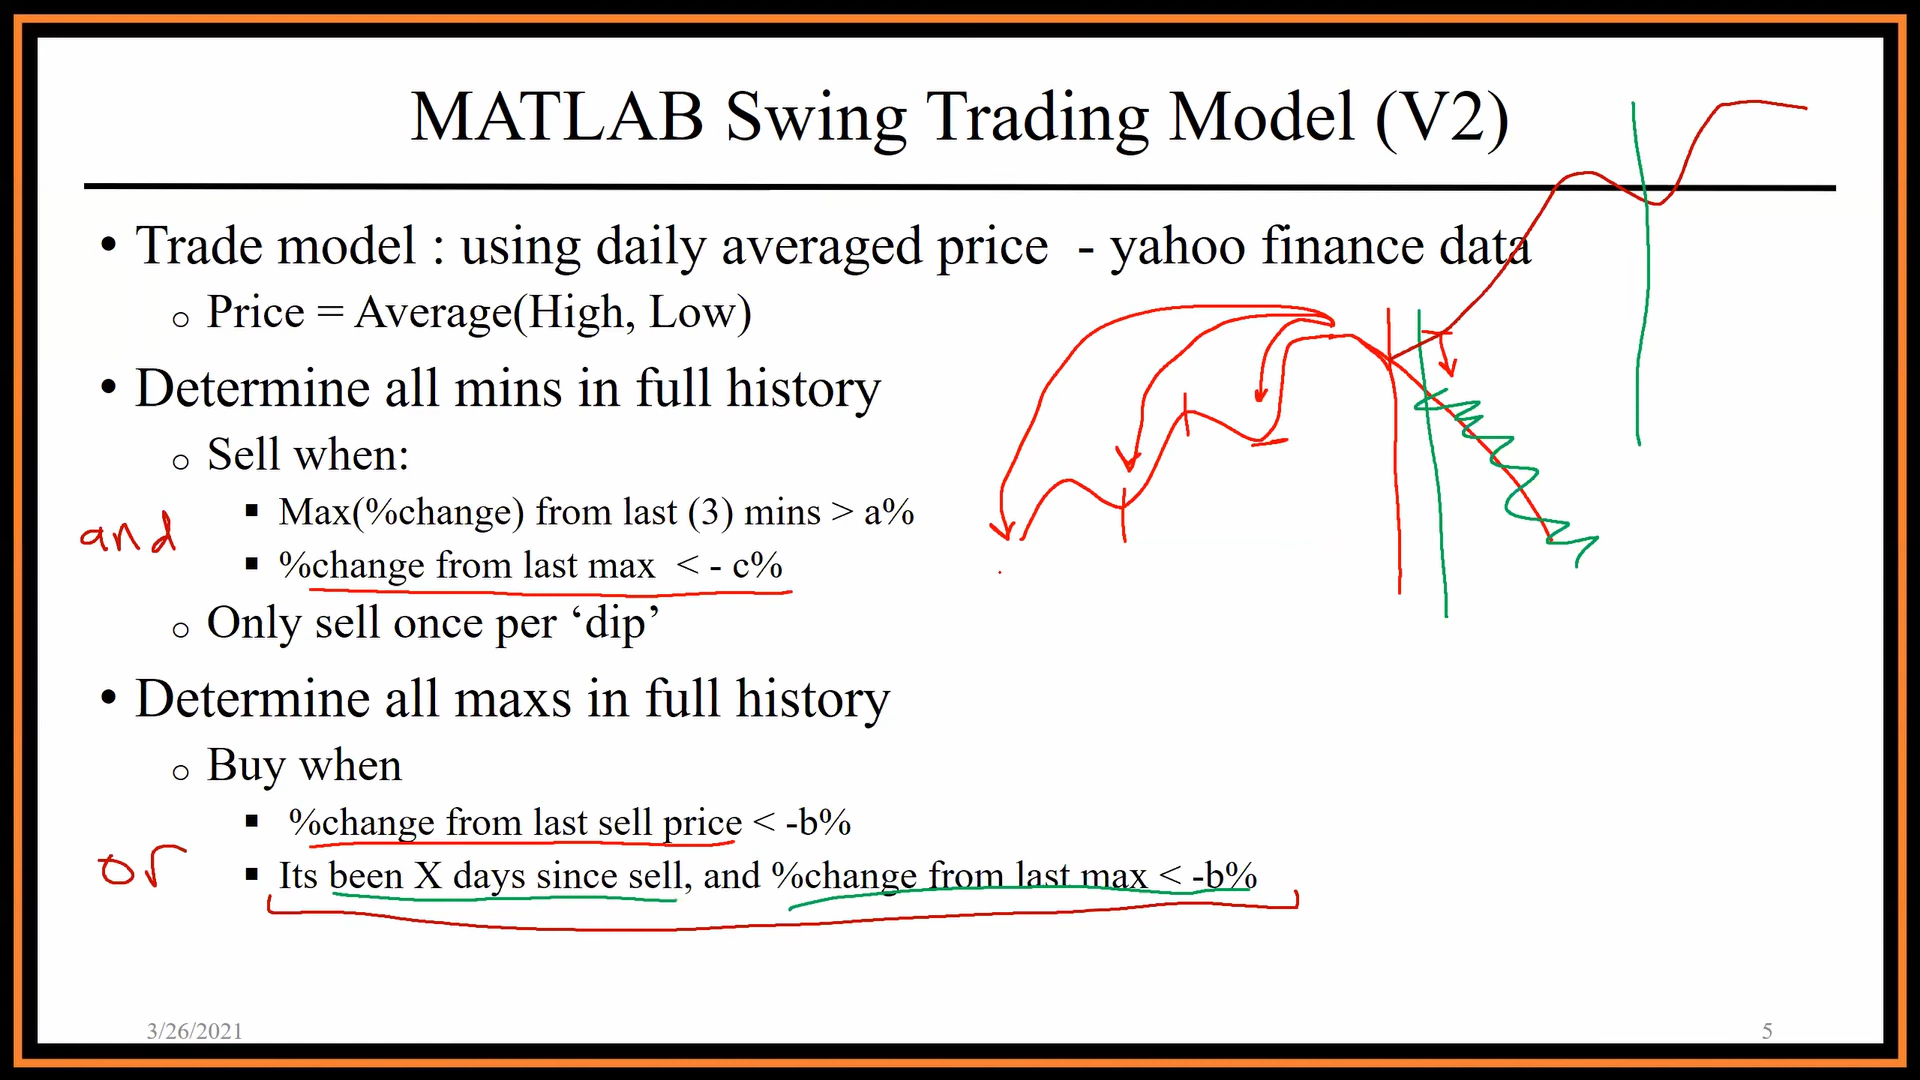 MATLAB Swing Trading Model (V2)
• Trade model : using daily averaged price - yahoo finance data
o Price = Average(High, Low)
• Determine all mins in full history
o Sell when:
▪ Max(%change) from last (3) mins > a%
and
▪ %change from last max < - c%
o Only sell once per ‘dip’
• Determine all maxs in full history
o Buy when
▪ %change from last sell price < -b%
or
▪ Its been X days since sell, and %change from last max < -b%
3/26/2021
5